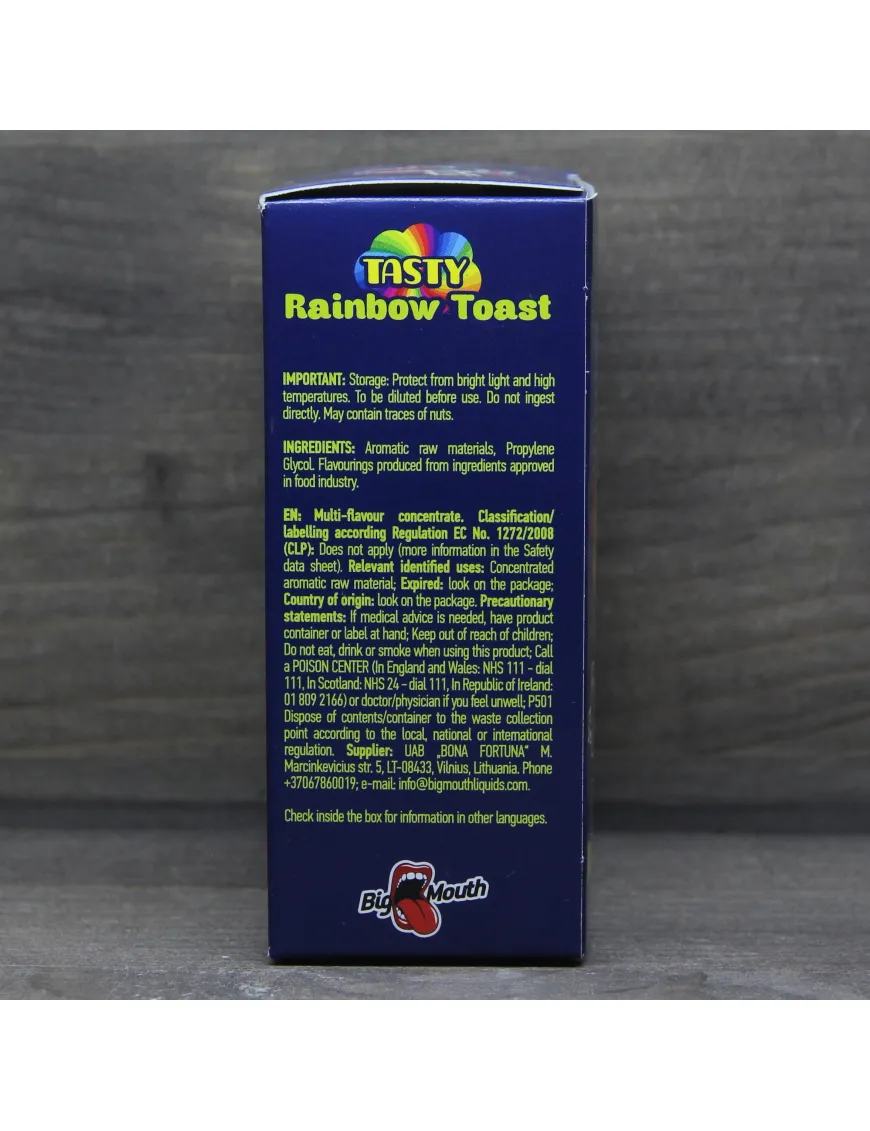 TASTY
Rainbow Toast
IMPORTANT: Storage: Protect from bright light and high
temperatures. To be diluted before use. Do not ingest
directly. May contain traces of nuts.
INGREDIENTS: Aromatic raw materials, Propylene
Glycol. Flavourings produced from ingredients approved
in food industry.
EN: Multi-flavour concentrate. Classification/
labelling according Regulation EC No. 1272/2008
(CLP): Does not apply (more information in the Safety
data sheet). Relevant identified uses: Concentrated
aromatic raw material; Expired: look on the package;
Country of origin: look on the package. Precautionary
statements: If medical advice is needed, have product
container or label at hand; Keep out of reach of children;
Do not eat, drink or smoke when using this product; Call
a POISON CENTER (In England and Wales: NHS 111 - dial
111, In Scotland: NHS 24 - dial 111, In Republic of Ireland:
01 809 2166) or doctor/physician if you feel unwell; P501
Dispose of contents/container to the waste collection
point according to the local, national or international
regulation. Supplier: UAB „BONA FORTUNA“ M.
Marcinkevicius str. 5, LT-08433, Vilnius, Lithuania. Phone
+37067860019; e-mail: info@bigmouthliquids.com.
Check inside the box for information in other languages.
Big Mouth